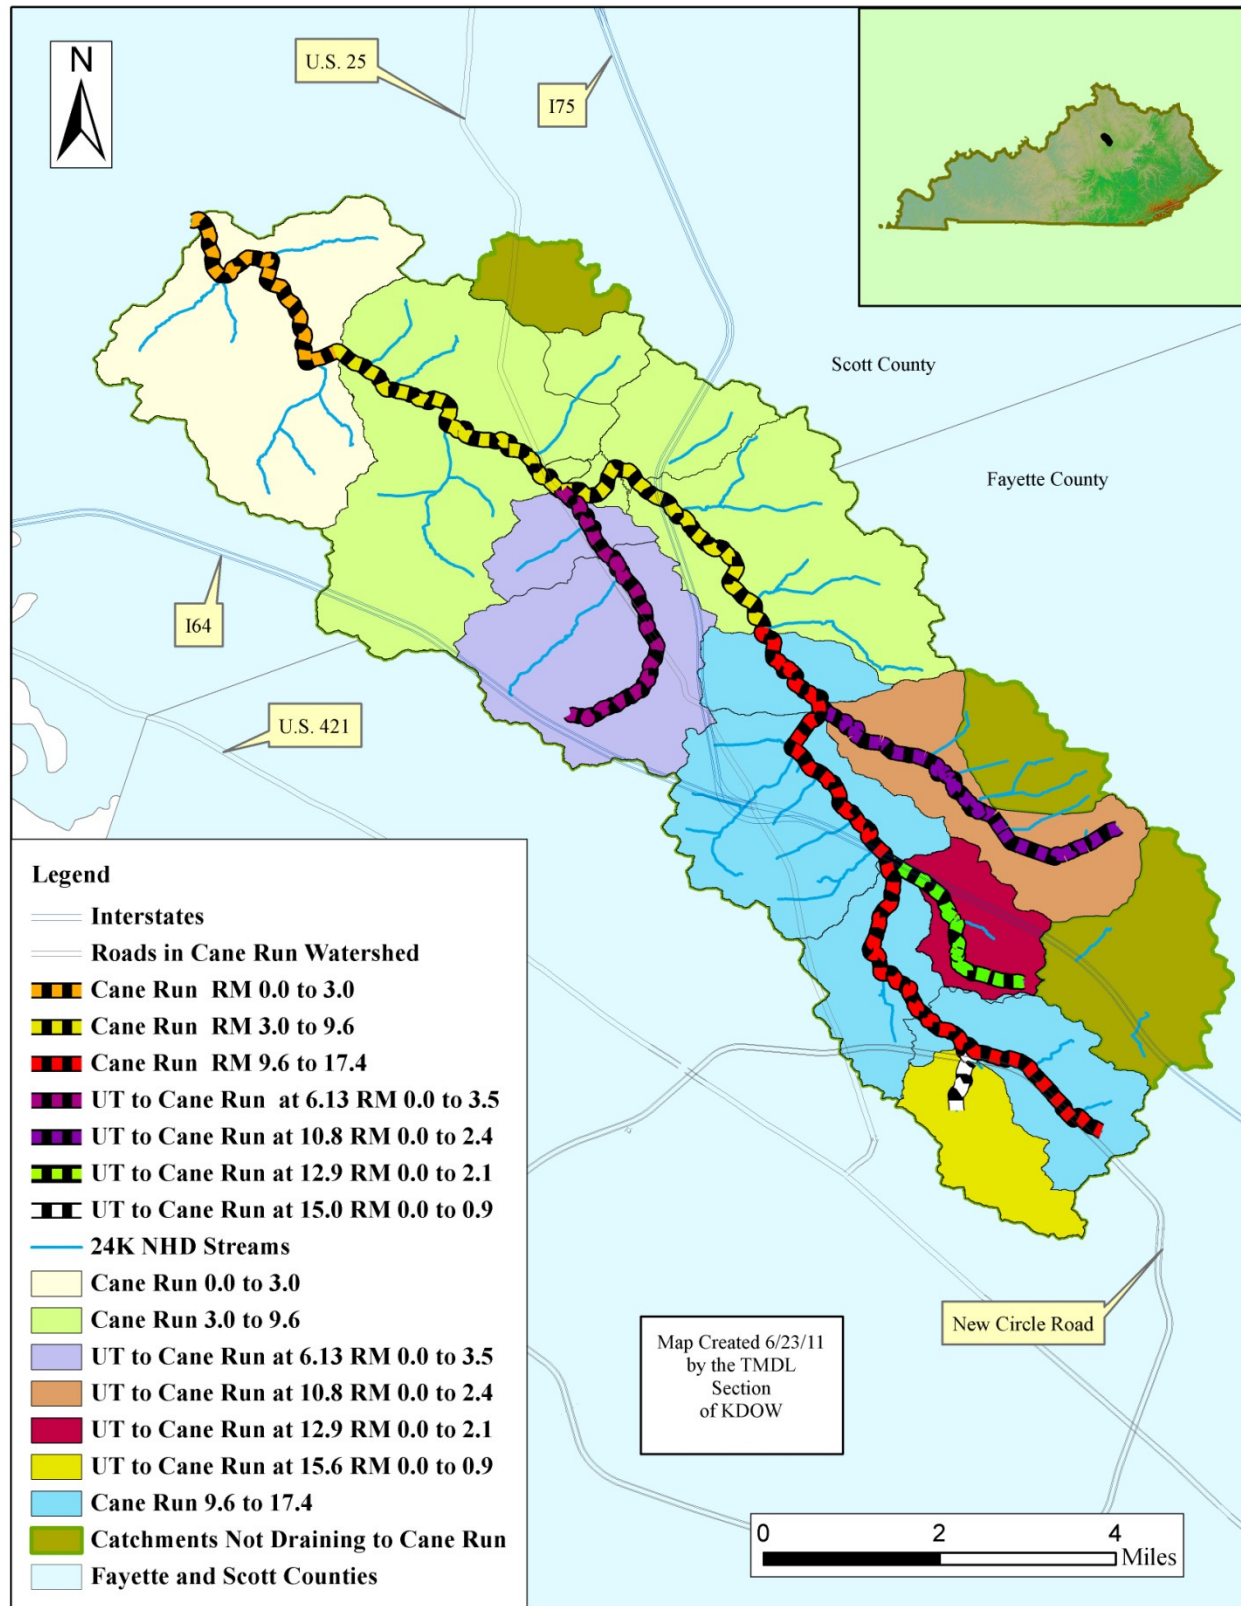 U.S. 25
I75
N
Scott County
Fayette County
I64
U.S. 421
Legend
Interstates
Roads in Cane Run Watershed
Cane Run RM 0.0 to 3.0
Cane Run RM 3.0 to 9.6
Cane Run RM 9.6 to 17.4
UT to Cane Run at 6.13 RM 0.0 to 3.5
UT to Cane Run at 10.8 RM 0.0 to 2.4
UT to Cane Run at 12.9 RM 0.0 to 2.1
UT to Cane Run at 15.0 RM 0.0 to 0.9
24K NHD Streams
Cane Run 0.0 to 3.0
Cane Run 3.0 to 9.6
UT to Cane Run at 6.13 RM 0.0 to 3.5
UT to Cane Run at 10.8 RM 0.0 to 2.4
UT to Cane Run at 12.9 RM 0.0 to 2.1
UT to Cane Run at 15.6 RM 0.0 to 0.9
Cane Run 9.6 to 17.4
Catchments Not Draining to Cane Run
Fayette and Scott Counties
New Circle Road
Map Created 6/23/11
by the TMDL
Section
of KDOW
0 2 4
Miles